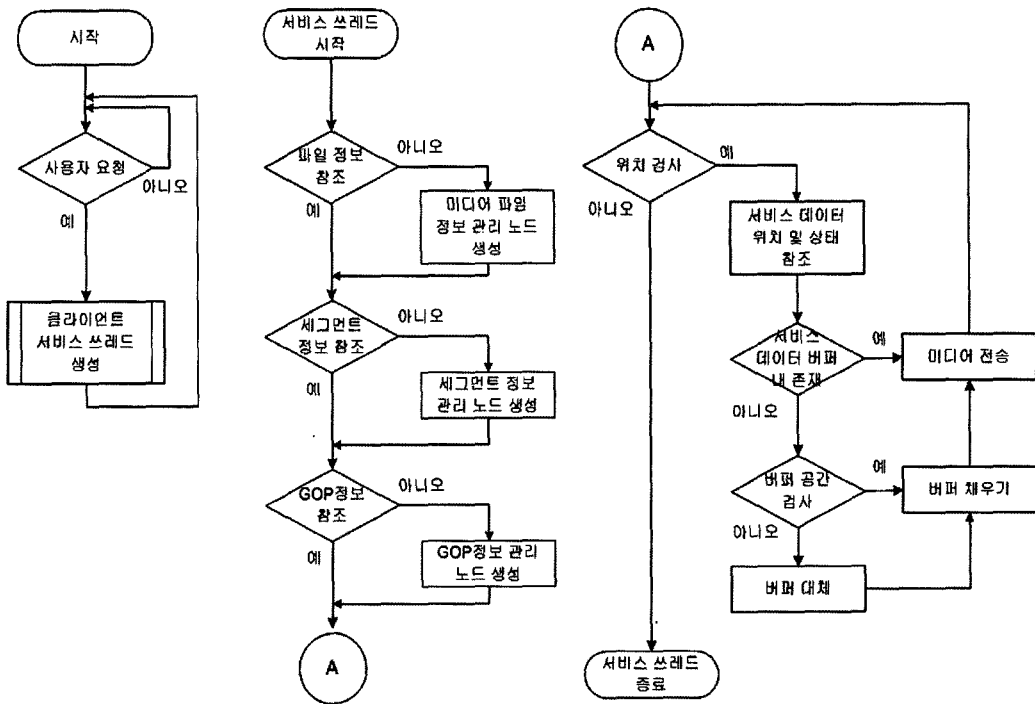 시작
사용자 요청
아니오
예
클라이언트
서비스 쓰레드
생성
서비스 쓰레드
시작
파일 정보
참조
아니오
예
미디어 파일
정보 관리 노드
생성
세그먼트
정보 참조
아니오
예
세그먼트 정보
관리 노드 생성
GOP정보
참조
아니오
예
GOP정보 관리
노드 생성
A
A
위치 검사
예
아니오
서비스 데이터
위치 및 상태
참조
서비스
데이터 버퍼
내 존재
예
아니오
미디어 전송
버퍼 공간
검사
예
아니오
버퍼 채우기
버퍼 대체
서비스 쓰레드
종료